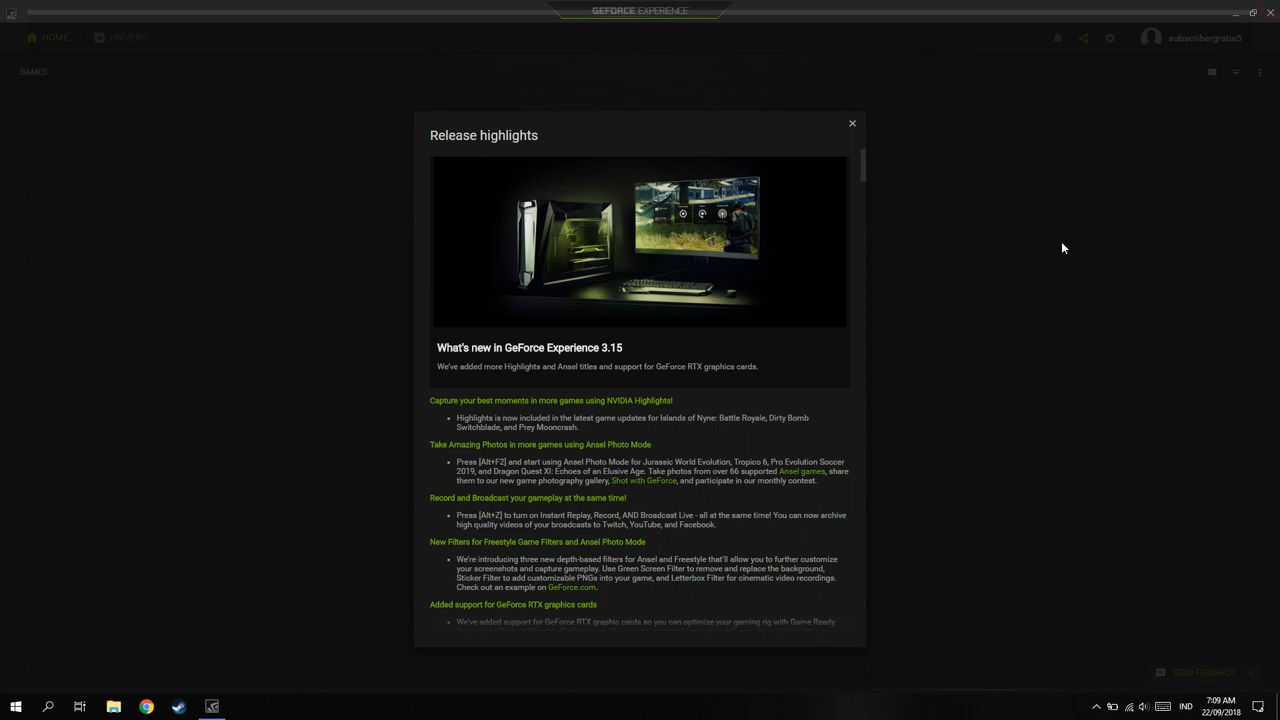 GEFORCE EXPERIENCE
HOME
DRIVERS
subscribergratis5
GAMES
Release highlights
What's new in GeForce Experience 3.15
We've added more Highlights and Ansel titles and support for GeForce RTX graphics cards.
Capture your best moments in more games using NVIDIA Highlights!
• Highlights is now included in the latest game updates for Islands of Nyne: Battle Royale, Dirty Bomb
Switchblade, and Prey Mooncrash.
Take Amazing Photos in more games using Ansel Photo Mode
• Press [Alt+F2] and start using Ansel Photo Mode for Jurassic World Evolution, Tropico 6, Pro Evolution Soccer
2019, and Dragon Quest XI: Echoes of an Elusive Age. Take photos from over 66 supported Ansel games, share
them to our new game photography gallery, Shot with GeForce, and participate in our monthly contest.
Record and Broadcast your gameplay at the same time!
• Press [Alt+Z] to turn on Instant Replay, Record, AND Broadcast Live - all at the same time! You can now archive
high quality videos of your broadcasts to Twitch, YouTube, and Facebook.
New Filters for Freestyle Game Filters and Ansel Photo Mode
• We're introducing three new depth-based filters for Ansel and Freestyle that'll allow you to further customize
your screenshots and capture gameplay. Use Green Screen Filter to remove and replace the background,
Sticker Filter to add customizable PNGs into your game, and Letterbox Filter for cinematic video recordings.
Check out an example on GeForce.com.
Added support for GeForce RTX graphics cards
• We've added support for GeForce RTX graphic cards so you can optimize your gaming rig with Game Ready
SEND FEEDBACK
IND
7:09 AM
22/09/2018